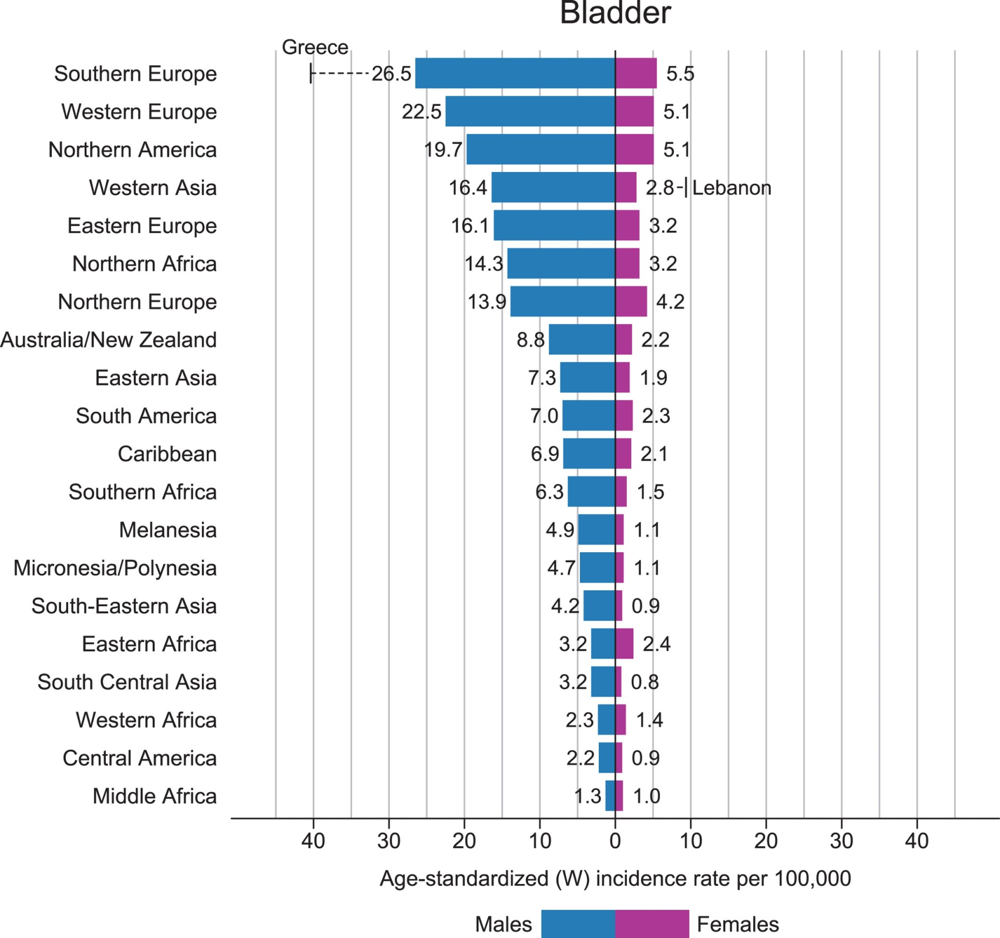 Bladder
Greece
Southern Europe 26.5 5.5
Western Europe 22.5 5.1
Northern America 19.7 5.1
Western Asia 16.4 2.8 Lebanon
Eastern Europe 16.1 3.2
Northern Africa 14.3 3.2
Northern Europe 13.9 4.2
Australia/New Zealand 8.8 2.2
Eastern Asia 7.3 1.9
South America 7.0 2.3
Caribbean 6.9 2.1
Southern Africa 6.3 1.5
Melanesia 4.9 1.1
Micronesia/Polynesia 4.7 1.1
South-Eastern Asia 4.2 0.9
Eastern Africa 3.2 2.4
South Central Asia 3.2 0.8
Western Africa 2.3 1.4
Central America 2.2 0.9
Middle Africa 1.3 1.0
40 30 20 10 0 10 20 30 40
Age-standardized (W) incidence rate per 100,000
Males Females